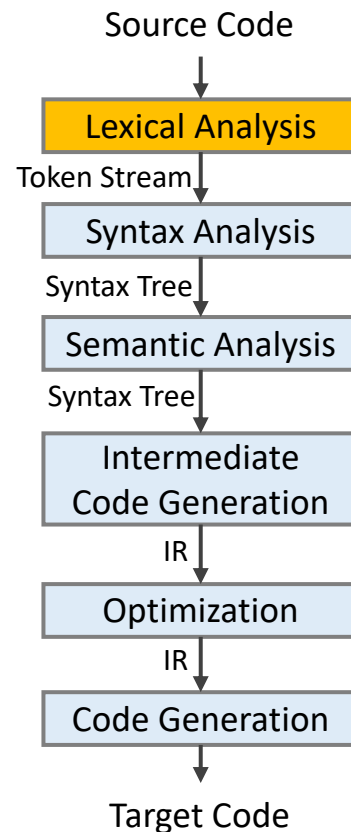 Source Code
Lexical Analysis
Token Stream
Syntax Analysis
Syntax Tree
Semantic Analysis
Syntax Tree
Intermediate
Code Generation
IR
Optimization
IR
Code Generation
Target Code